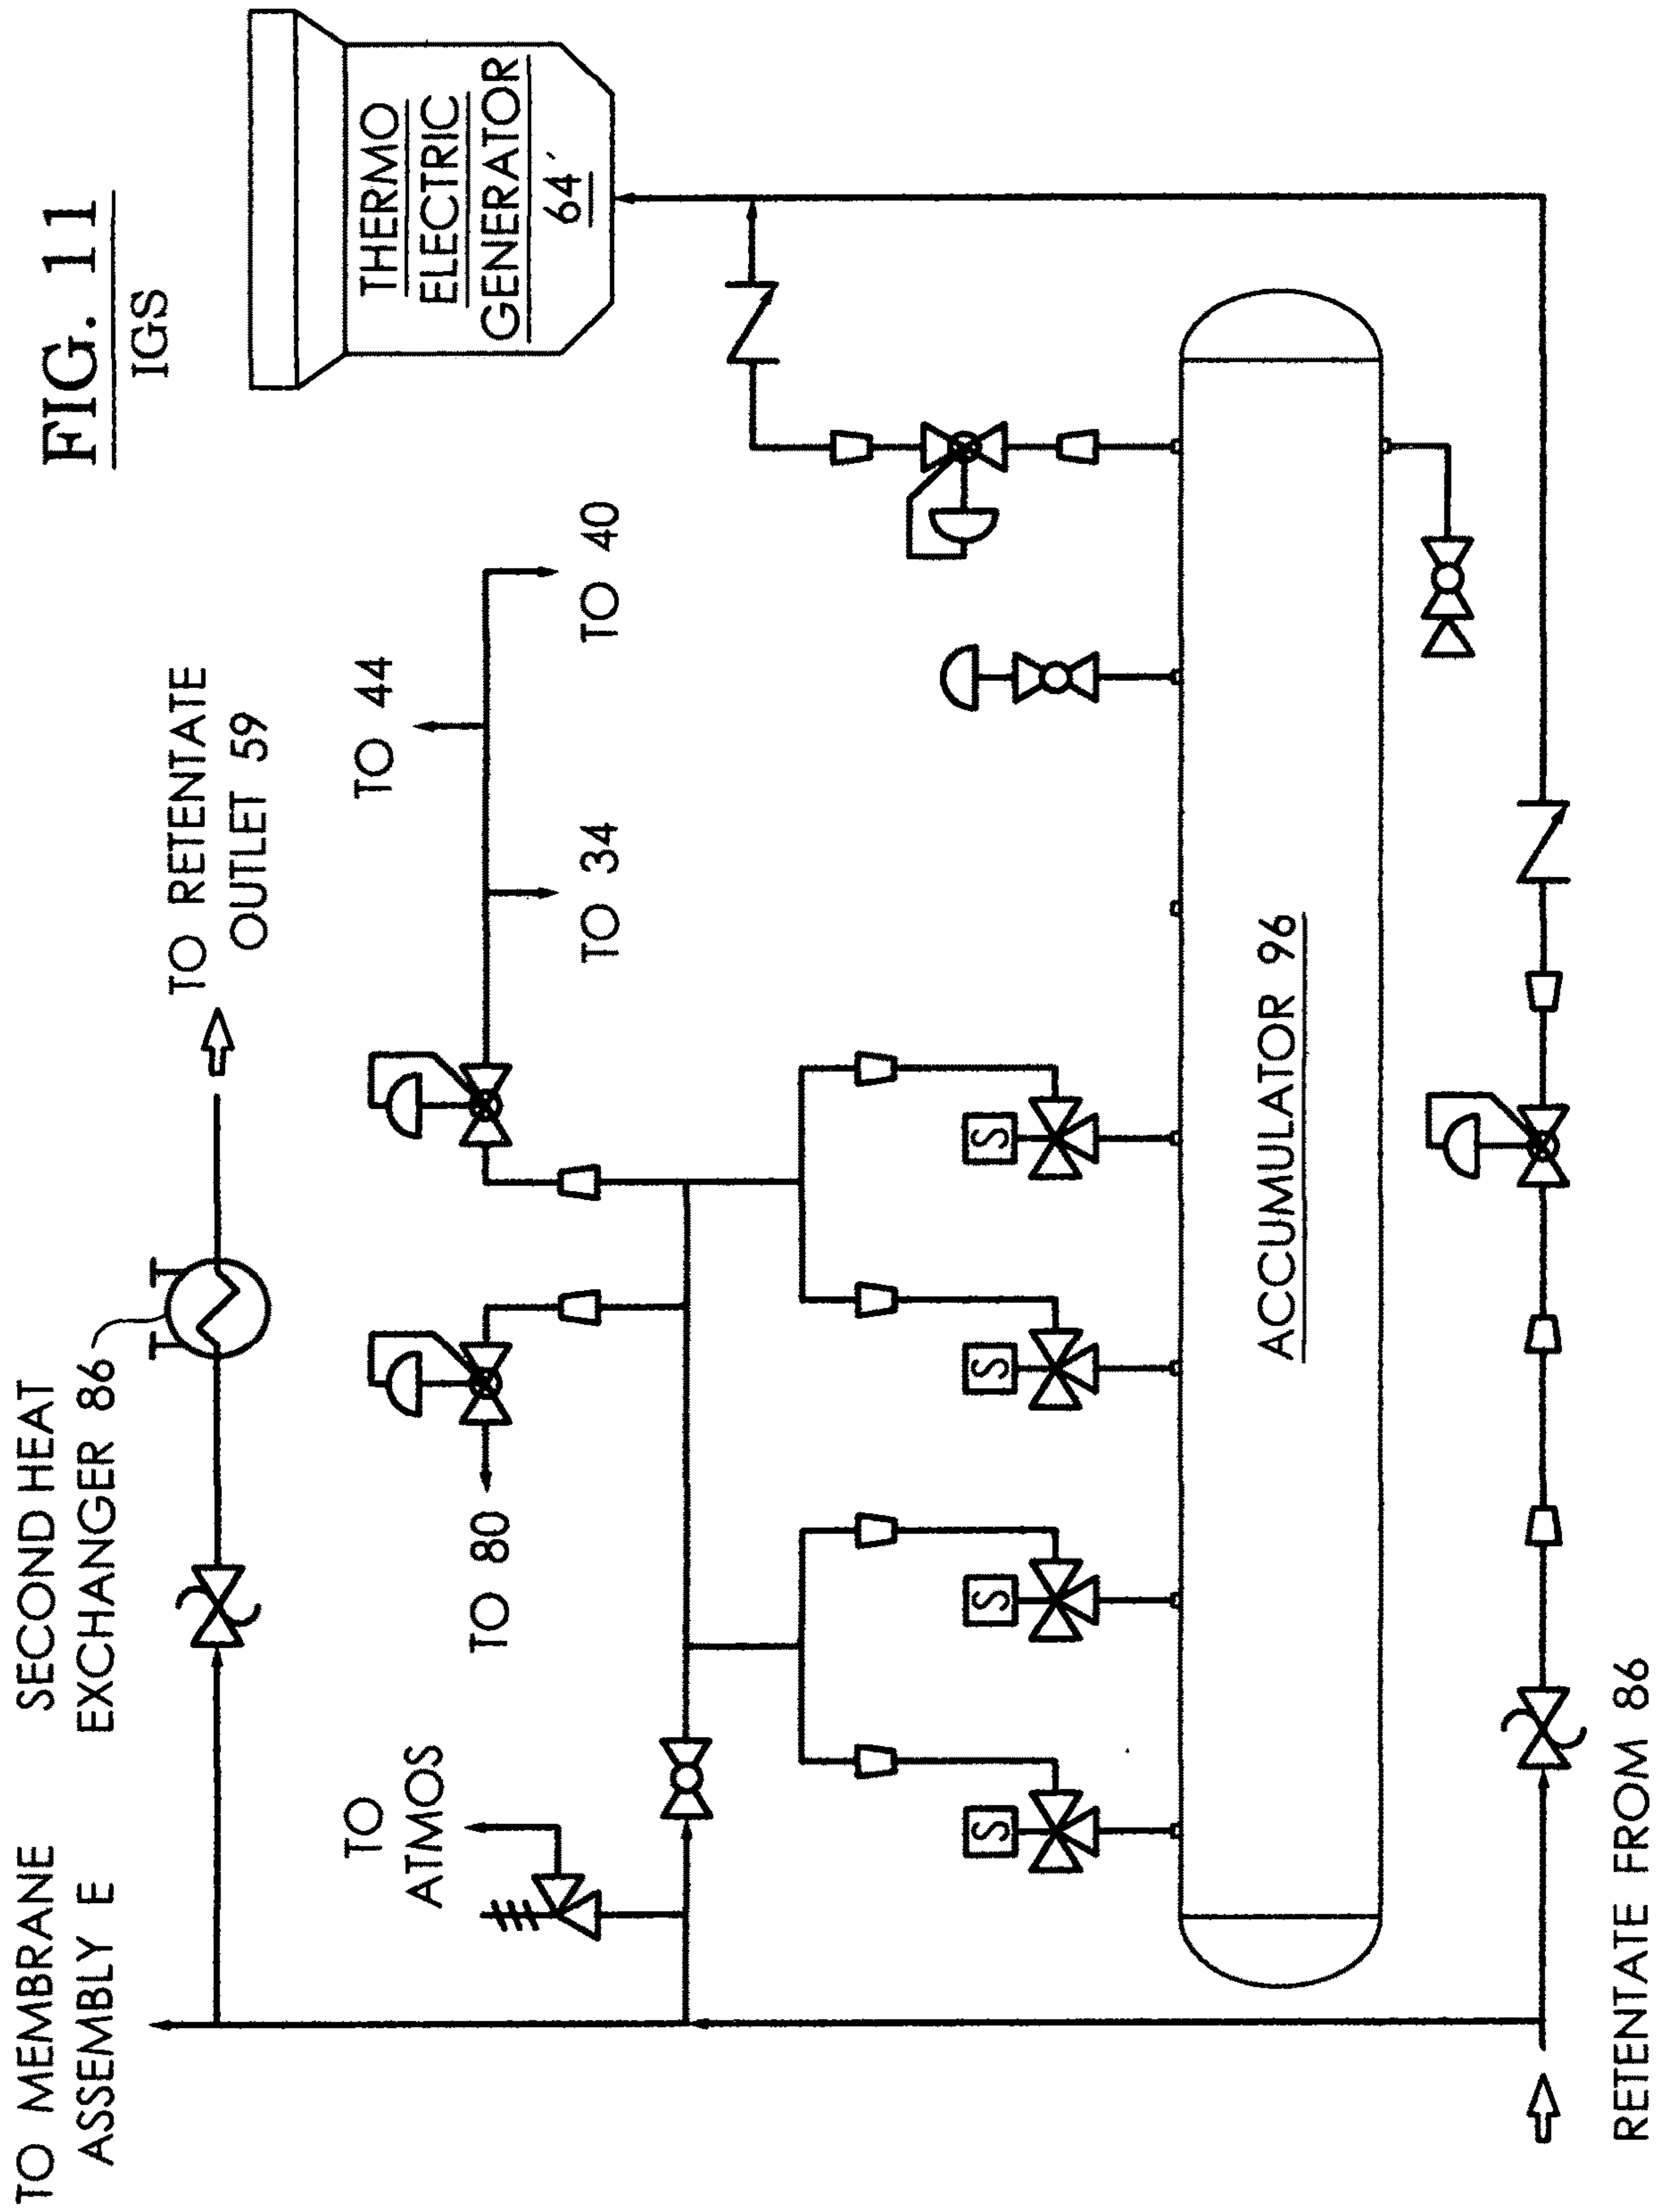 FIG. 11
IGS
TO MEMBRANE
ASSEMBLY E
SECOND HEAT
EXCHANGER 86
TO RETENTATE
OUTLET 59
THERMO
ELECTRIC
GENERATOR
64′
TO
ATMOS
TO 80
TO 44
TO 34
TO 40
S
S
S
S
ACCUMULATOR 96
RETENTATE FROM 86